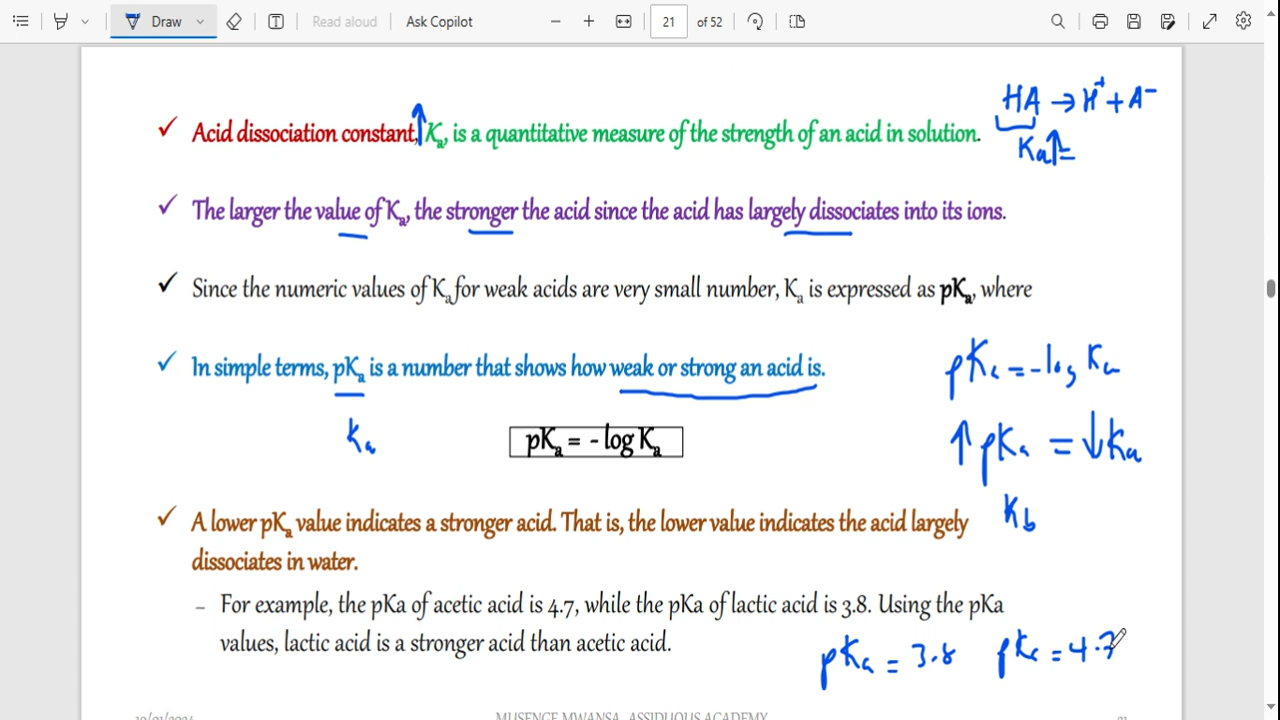 Draw
Read aloud
Ask Copilot
21 of 52
HA → H⁺ + A⁻
✓ Acid dissociation constant, ↑ Kₐ, is a quantitative measure of the strength of an acid in solution.
Ka ↑ =
✓ The larger the value of Kₐ, the stronger the acid since the acid has largely dissociates into its ions.
✓ Since the numeric values of Kₐ for weak acids are very small number, Kₐ is expressed as pKₐ, where
✓ In simple terms, pKₐ is a number that shows how weak or strong an acid is.
pKa = -log Ka
Ka
pKₐ = - log Kₐ
↑ pKa = ↓ Ka
Kb
✓ A lower pKₐ value indicates a stronger acid. That is, the lower value indicates the acid largely
dissociates in water.
– For example, the pKa of acetic acid is 4.7, while the pKa of lactic acid is 3.8. Using the pKa
values, lactic acid is a stronger acid than acetic acid.
pKa = 3.8 pKa = 4.7
MUSENGE MWANSA, ASSIDUOUS ACADEMY
21